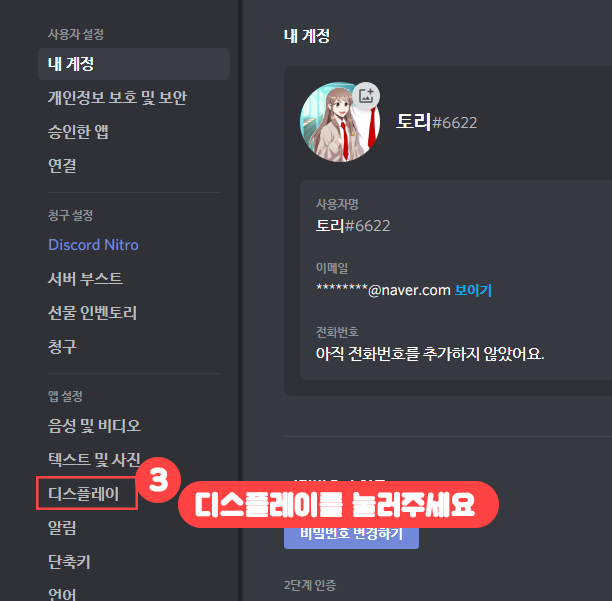 사용자 설정
내 계정
개인정보 보호 및 보안
승인한 앱
연결
청구 설정
Discord Nitro
서버 부스트
선물 인벤토리
청구
앱 설정
음성 및 비디오
텍스트 및 사진
디스플레이
알림
단축키
언어
내 계정
토리#6622
사용자명
토리#6622
이메일
********@naver.com 보이기
전화번호
아직 전화번호를 추가하지 않았어요.
3
디스플레이를 눌러주세요
비밀번호 변경하기
2단계 인증